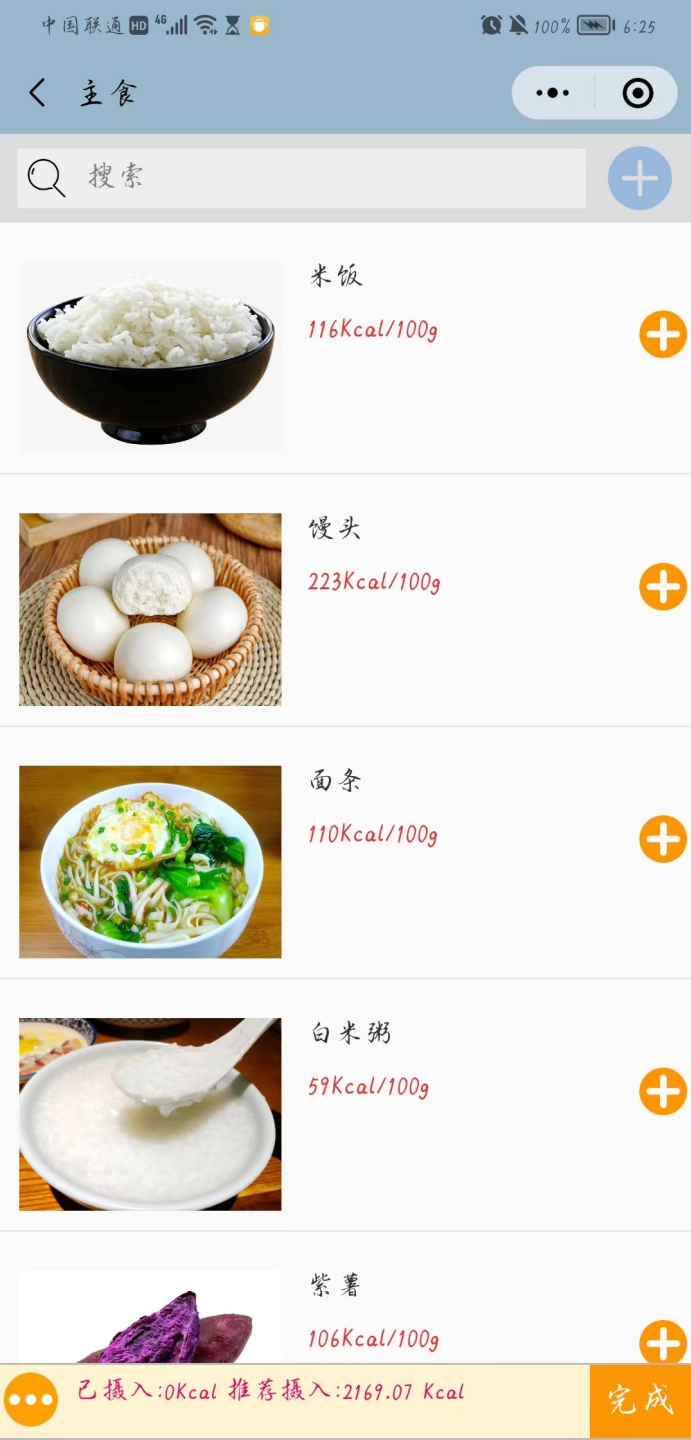 中国联通 HD 4G 100% 6:25
主食
搜索
米饭
116Kcal/100g
馒头
223Kcal/100g
面条
110Kcal/100g
白米粥
59Kcal/100g
紫薯
106Kcal/100g
已摄入:0Kcal 推荐摄入:2169.07 Kcal
完成